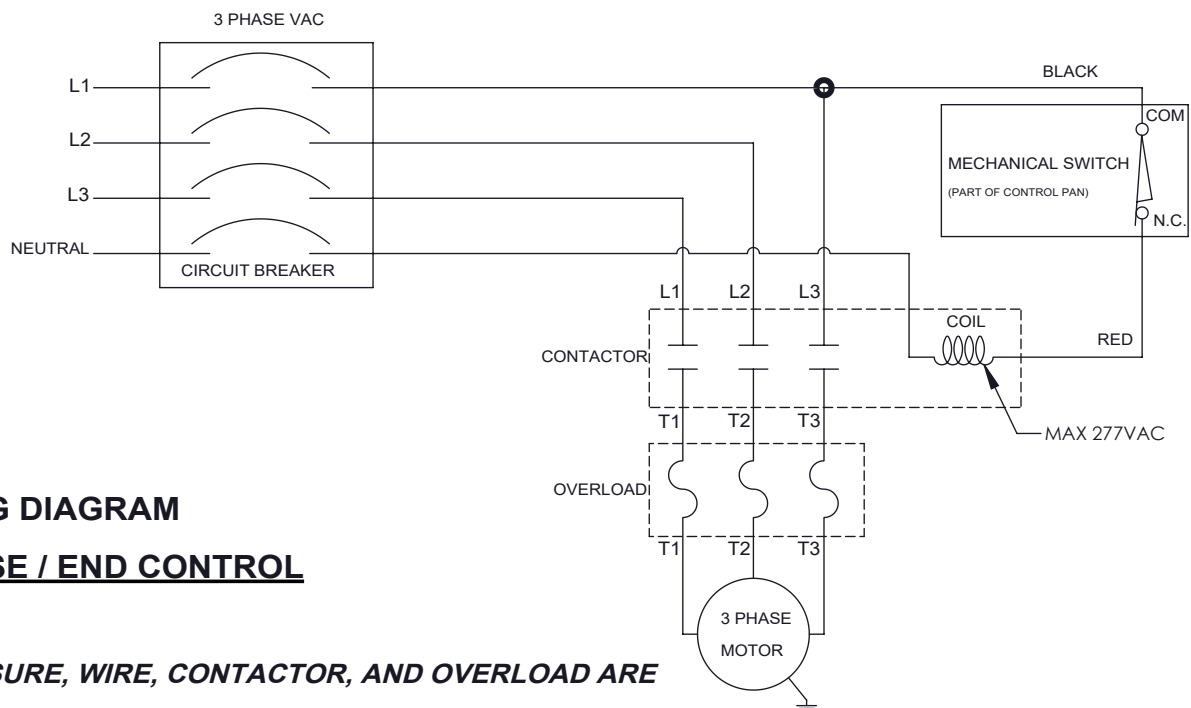 3 PHASE VAC
L1
L2
L3
NEUTRAL
CIRCUIT BREAKER
BLACK
COM
MECHANICAL SWITCH
(PART OF CONTROL PAN)
N.C.
L1 L2 L3
COIL
RED
CONTACTOR
MAX 277VAC
T1 T2 T3
OVERLOAD
T1 T2 T3
3 PHASE
MOTOR
G DIAGRAM
SE / END CONTROL
SURE, WIRE, CONTACTOR, AND OVERLOAD ARE